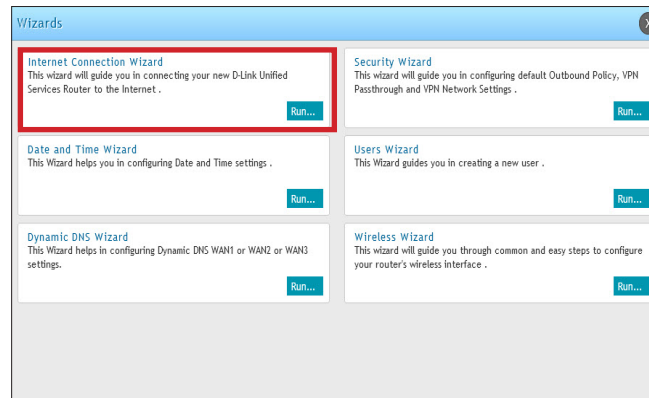 Wizards
X
Internet Connection Wizard
This wizard will guide you in connecting your new D-Link Unified
Services Router to the Internet .
Run...
Security Wizard
This wizard will guide you in configuring default Outbound Policy, VPN
Passthrough and VPN Network Settings .
Run...
Date and Time Wizard
This Wizard helps you in configuring Date and Time settings .
Run...
Users Wizard
This Wizard guides you in creating a new user .
Run...
Dynamic DNS Wizard
This Wizard helps in configuring Dynamic DNS WAN1 or WAN2 or WAN3
settings.
Run...
Wireless Wizard
This wizard will guide you through common and easy steps to configure
your router's wireless interface .
Run...